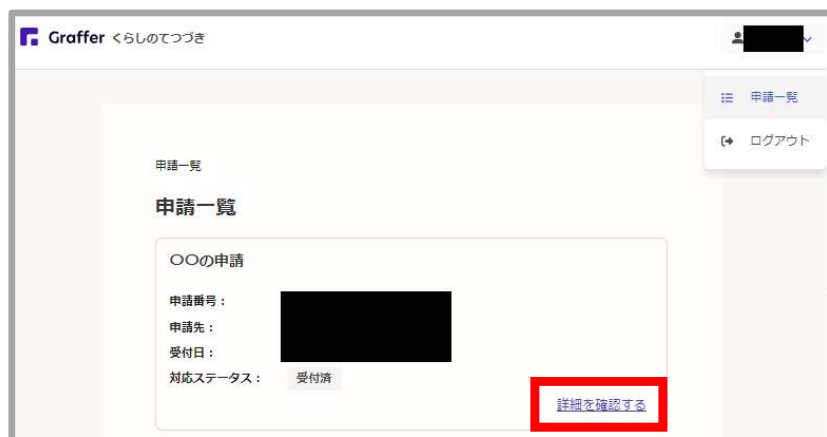 Graffer くらしのてつづき
申請一覧
ログアウト
申請一覧
申請一覧
〇〇の申請
申請番号：
申請先：
受付日：
対応ステータス： 受付済
詳細を確認する